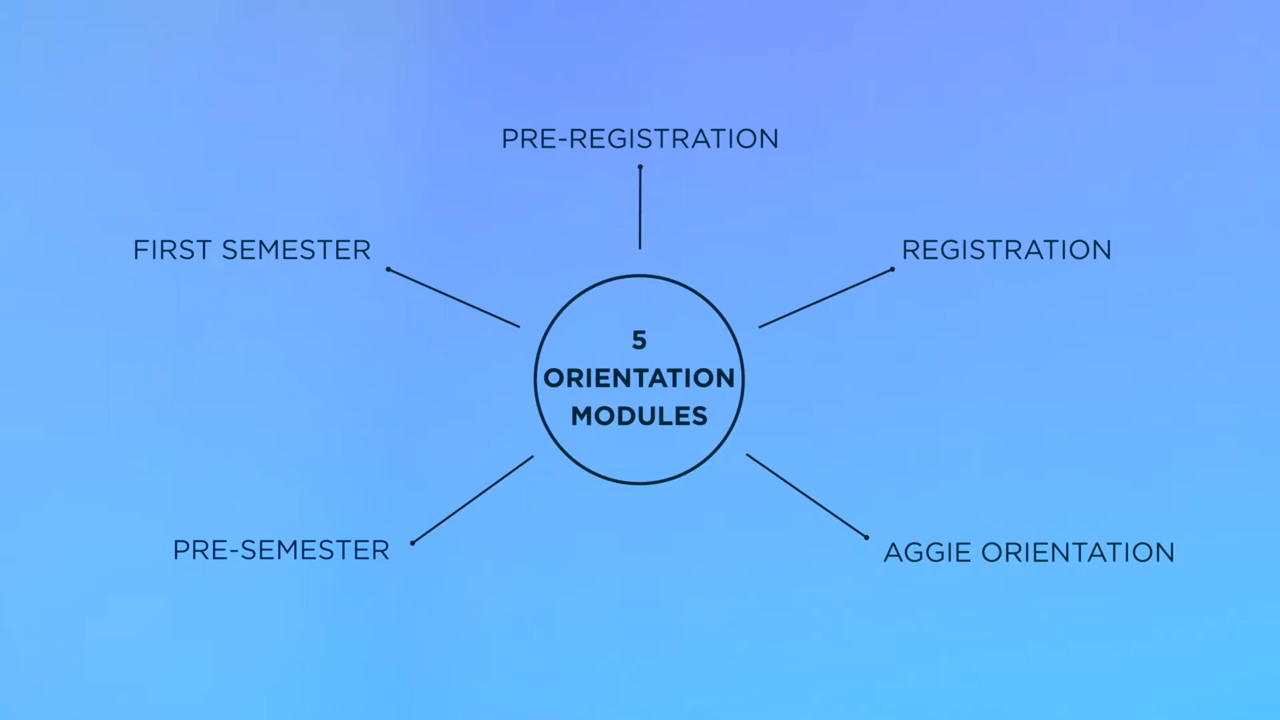 PRE-REGISTRATION
FIRST SEMESTER
REGISTRATION
5
ORIENTATION
MODULES
PRE-SEMESTER
AGGIE ORIENTATION